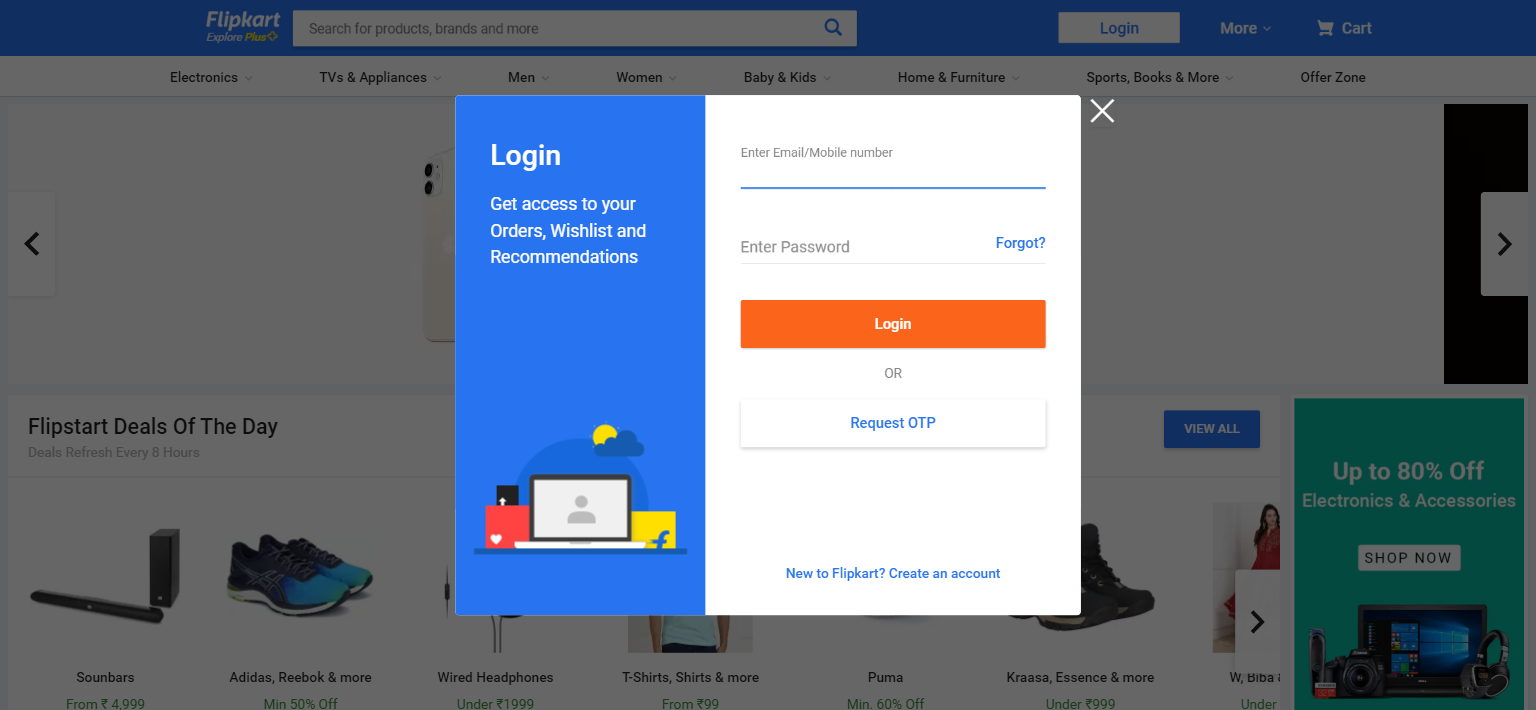 Flipkart
Explore Plus
Search for products, brands and more
Login
More
Cart
Electronics
TVs & Appliances
Men
Women
Baby & Kids
Home & Furniture
Sports, Books & More
Offer Zone
Login
Get access to your
Orders, Wishlist and
Recommendations
Enter Email/Mobile number
Enter Password
Forgot?
Login
OR
Request OTP
New to Flipkart? Create an account
Flipstart Deals Of The Day
Deals Refresh Every 8 Hours
VIEW ALL
Up to 80% Off
Electronics & Accessories
SHOP NOW
Sounbars
Adidas, Reebok & more
Wired Headphones
T-Shirts, Shirts & more
Puma
Kraasa, Essence & more
W, Biba &
From ₹ 4,999
Min 50% Off
Under ₹1999
From ₹99
Min. 60% Off
Under ₹999
Under